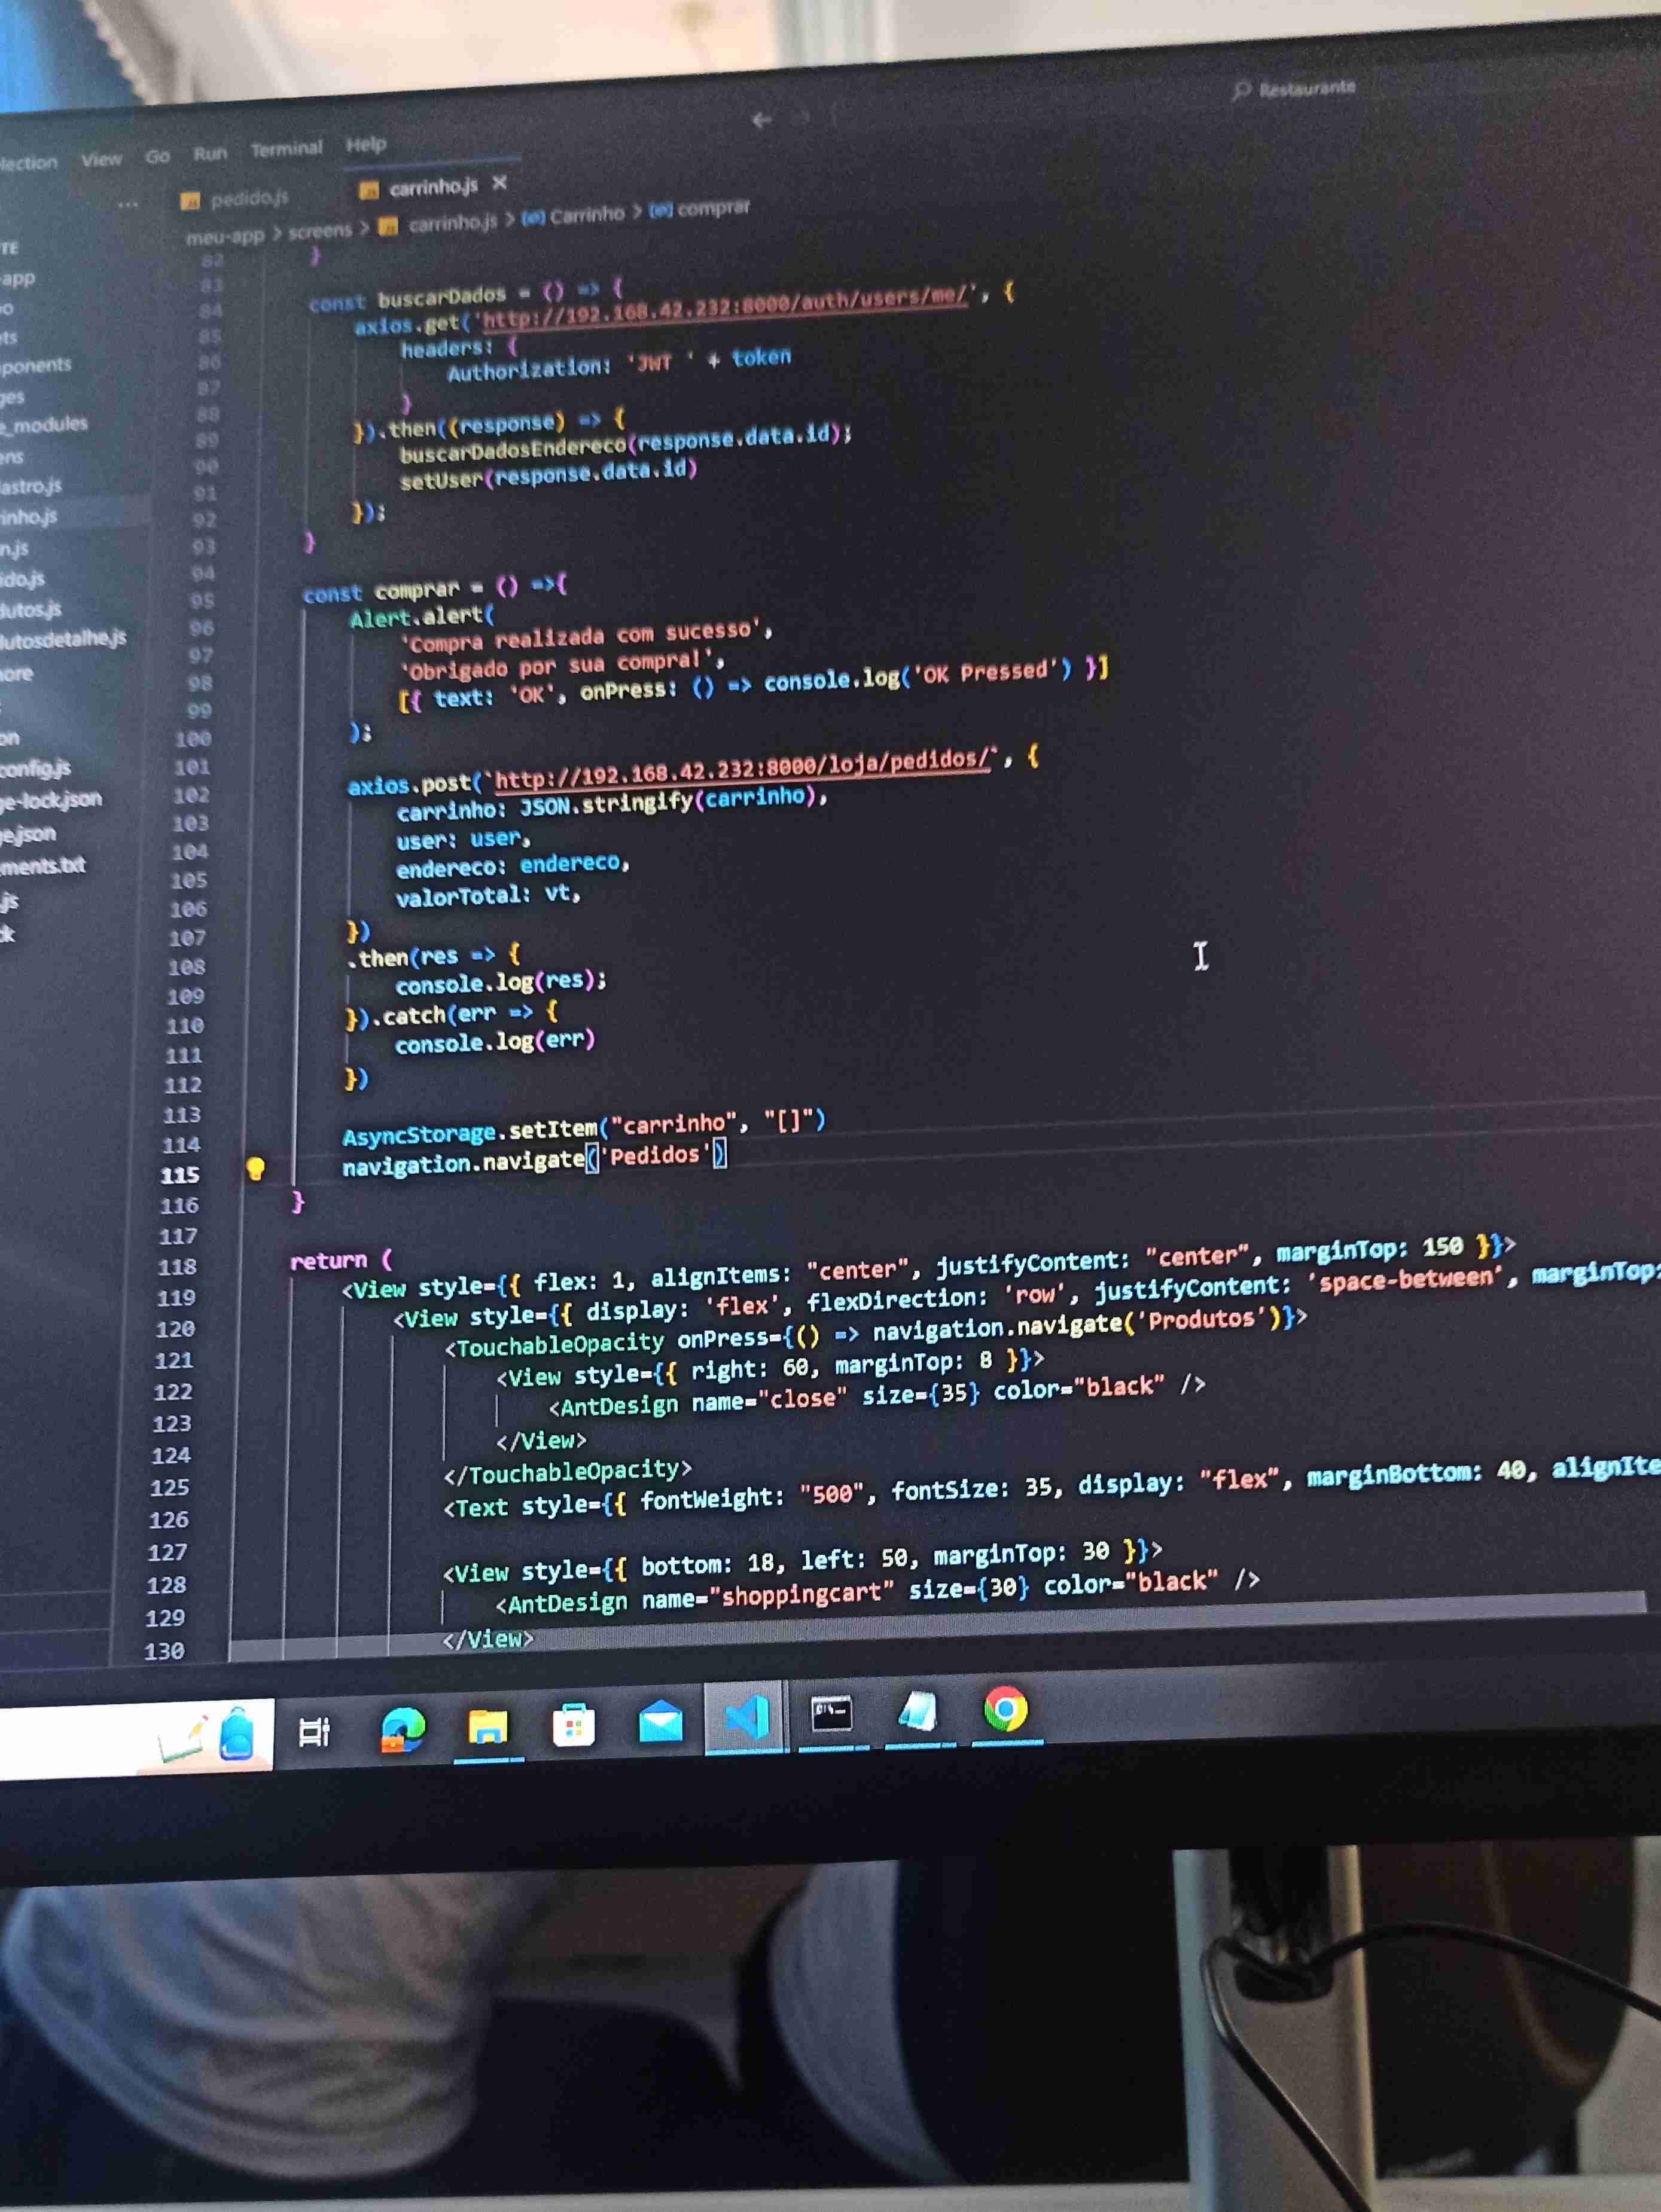 Restaurante
lection View Go Run Terminal Help
... pedido.js carrinho.js
meu-app > screens > carrinho.js > Carrinho > comprar
TE
app
o
ts
ponents
ges
e_modules
ens
astro.js
inho.js
n.js
ido.js
lutos.js
lutosdetalhe.js
ore
on
config.js
ge-lock.json
ge.json
ments.txt
.js
ck
82 }
83
84 const buscarDados = () => {
85 axios.get('http://192.168.42.232:8000/auth/users/me/', {
86 headers: {
87 Authorization: 'JWT ' + token
88 }
89 }).then((response) => {
90 buscarDadosEndereco(response.data.id);
91 setUser(response.data.id)
92 });
93 }
94
95 const comprar = () =>{
96 Alert.alert(
97 'Compra realizada com sucesso',
98 'Obrigado por sua compra!',
99 [{ text: 'OK', onPress: () => console.log('OK Pressed') }]
100 );
101
102 axios.post(`http://192.168.42.232:8000/loja/pedidos/`, {
103 carrinho: JSON.stringify(carrinho),
104 user: user,
105 endereco: endereco,
106 valorTotal: vt,
107 })
108 .then(res => {
109 console.log(res);
110 }).catch(err => {
111 console.log(err)
112 })
113
114 AsyncStorage.setItem("carrinho", "[]")
115 navigation.navigate('Pedidos')
116 }
117
118 return (
119 <View style={{ flex: 1, alignItems: "center", justifyContent: "center", marginTop: 150 }}>
120 <View style={{ display: 'flex', flexDirection: 'row', justifyContent: 'space-between', marginTop:
121 <TouchableOpacity onPress={() => navigation.navigate('Produtos')}>
122 <View style={{ right: 60, marginTop: 8 }}>
123 <AntDesign name="close" size={35} color="black" />
124 </View>
125 </TouchableOpacity>
126 <Text style={{ fontWeight: "500", fontSize: 35, display: "flex", marginBottom: 40, alignIte
127
128 <View style={{ bottom: 18, left: 50, marginTop: 30 }}>
129 <AntDesign name="shoppingcart" size={30} color="black" />
130 </View>